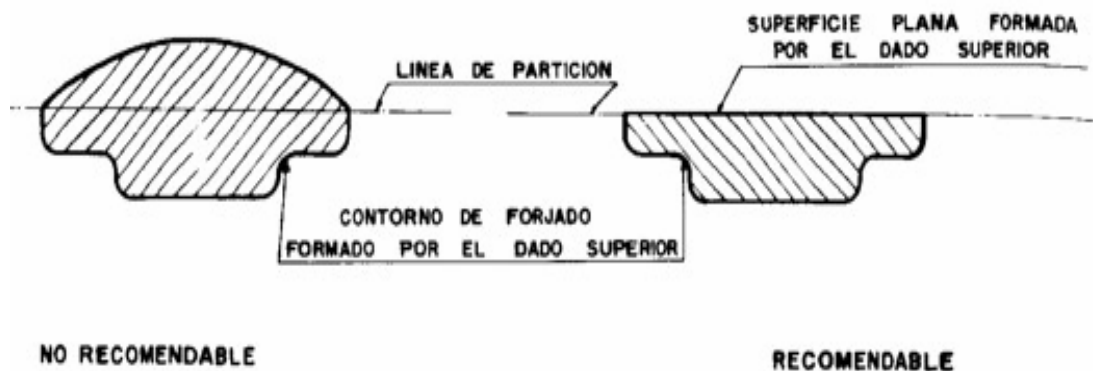 SUPERFICIE PLANA FORMADA
POR EL DADO SUPERIOR
LINEA DE PARTICION
CONTORNO DE FORJADO
FORMADO POR EL DADO SUPERIOR
NO RECOMENDABLE
RECOMENDABLE